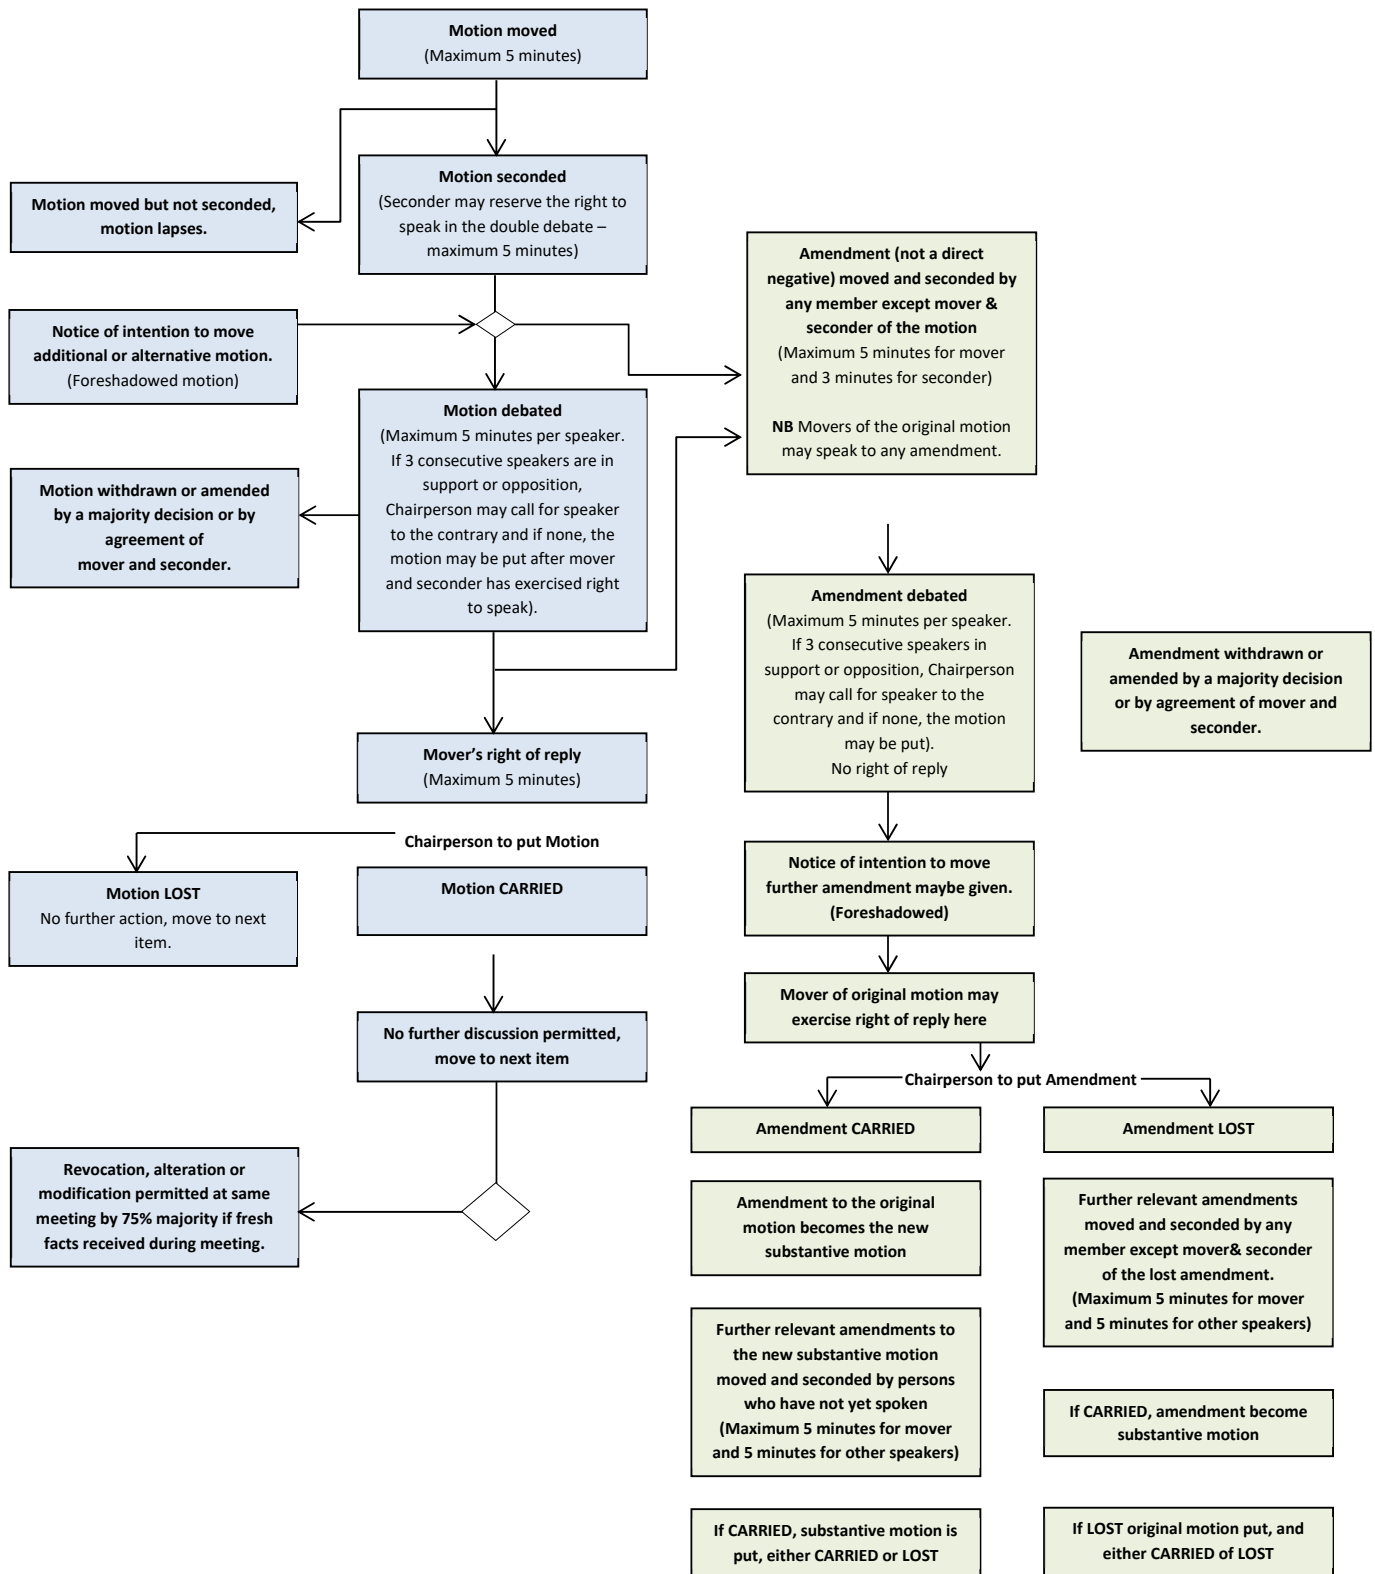 Motion moved
(Maximum 5 minutes)
Motion seconded
(Seconder may reserve the right to
speak in the double debate –
maximum 5 minutes)
Motion moved but not seconded,
motion lapses.
Notice of intention to move
additional or alternative motion.
(Foreshadowed motion)
Motion debated
(Maximum 5 minutes per speaker.
If 3 consecutive speakers are in
support or opposition,
Chairperson may call for speaker
to the contrary and if none, the
motion may be put after mover
and seconder has exercised right
to speak).
Motion withdrawn or amended
by a majority decision or by
agreement of
mover and seconder.
Mover’s right of reply
(Maximum 5 minutes)
Chairperson to put Motion
Motion LOST
No further action, move to next
item.
Motion CARRIED
No further discussion permitted,
move to next item
Revocation, alteration or
modification permitted at same
meeting by 75% majority if fresh
facts received during meeting.
Amendment (not a direct
negative) moved and seconded by
any member except mover &
seconder of the motion
(Maximum 5 minutes for mover
and 3 minutes for seconder)
NB Movers of the original motion
may speak to any amendment.
Amendment debated
(Maximum 5 minutes per speaker.
If 3 consecutive speakers in
support or opposition, Chairperson
may call for speaker to the
contrary and if none, the motion
may be put).
No right of reply
Amendment withdrawn or
amended by a majority decision
or by agreement of mover and
seconder.
Notice of intention to move
further amendment maybe given.
(Foreshadowed)
Mover of original motion may
exercise right of reply here
Chairperson to put Amendment
Amendment CARRIED
Amendment to the original
motion becomes the new
substantive motion
Further relevant amendments to
the new substantive motion
moved and seconded by persons
who have not yet spoken
(Maximum 5 minutes for mover
and 5 minutes for other speakers)
If CARRIED, substantive motion is
put, either CARRIED or LOST
Amendment LOST
Further relevant amendments
moved and seconded by any
member except mover& seconder
of the lost amendment.
(Maximum 5 minutes for mover
and 5 minutes for other speakers)
If CARRIED, amendment become
substantive motion
If LOST original motion put, and
either CARRIED of LOST